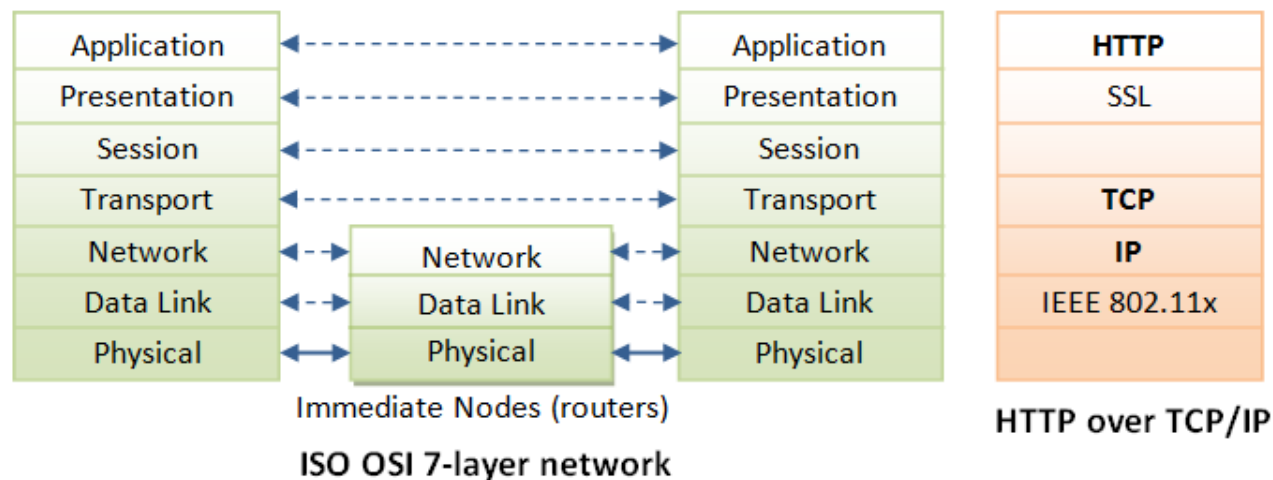 Application Application HTTP
Presentation Presentation SSL
Session Session
Transport Transport TCP
Network Network Network IP
Data Link Data Link Data Link IEEE 802.11x
Physical Physical Physical
Immediate Nodes (routers)
HTTP over TCP/IP
ISO OSI 7-layer network